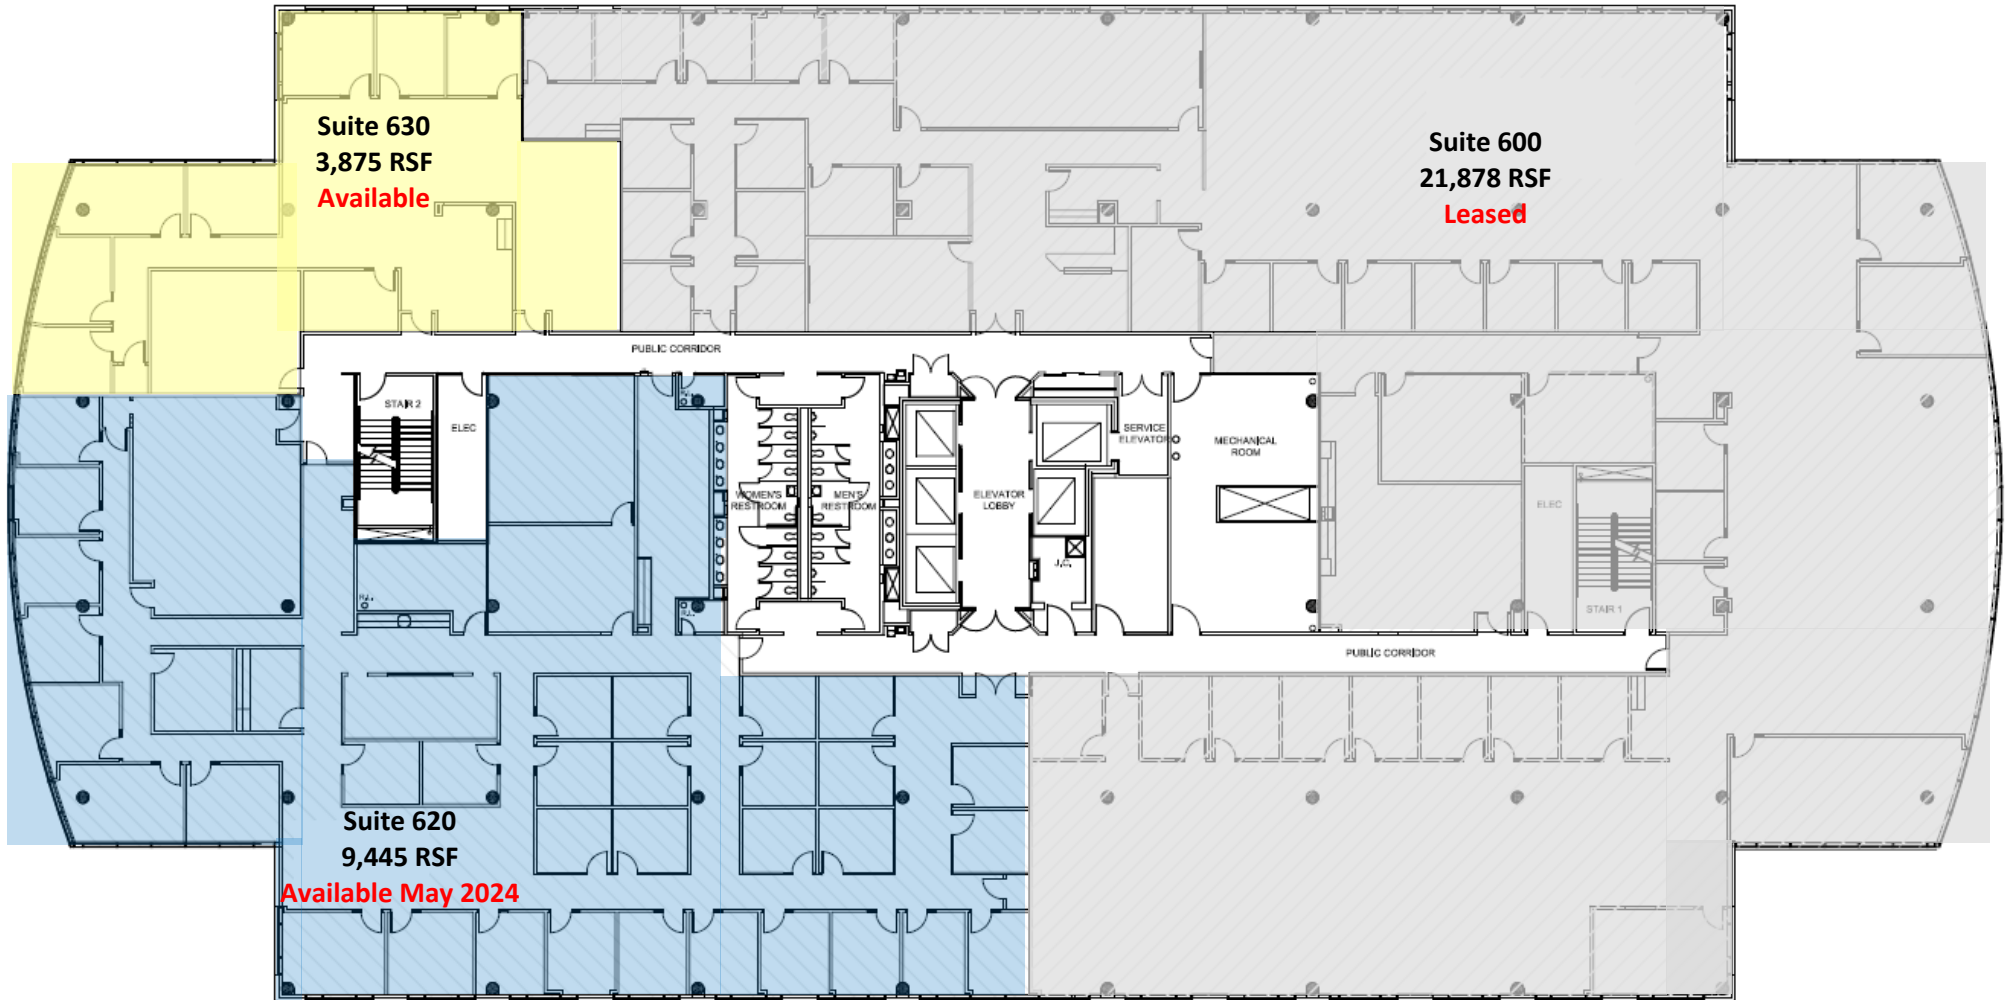 Suite 630
3,875 RSF
Available
Suite 600
21,878 RSF
Leased
PUBLIC CORRIDOR
STAIR 2
ELEC
WOMEN'S
RESTROOM
MEN'S
RESTROOM
ELEVATOR
LOBBY
SERVICE
ELEVATOR
MECHANICAL
ROOM
J.C.
ELEC
STAIR 1
PUBLIC CORRIDOR
Suite 620
9,445 RSF
Available May 2024